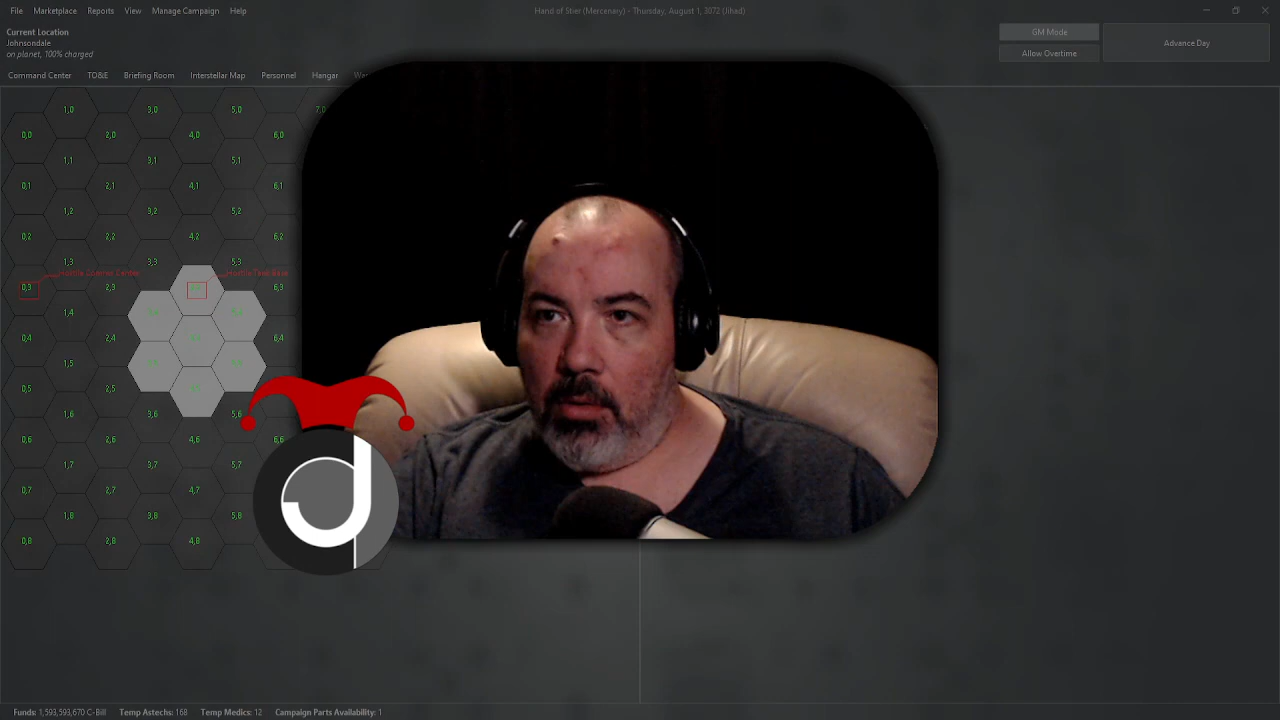 File Marketplace Reports View Manage Campaign Help
Hand of Stier (Mercenary) - Thursday, August 1, 3072 (Jihad)
Current Location
Johnsondale
on planet, 100% charged
GM Mode
Allow Overtime
Advance Day
Command Center TO&E Briefing Room Interstellar Map Personnel Hangar
1,0 3,0 5,0 7,0
0,0 2,0 4,0 6,0
1,1 3,1 5,1
0,1 2,1 4,1 6,1
1,2 3,2 5,2
0,2 2,2 4,2 6,2
1,3 3,3 5,3
Hostile Tank Base
0,3 2,3 6,3
1,4
0,4 2,4 6,4
1,5
0,5 2,5
1,6 3,6 5,6
0,6 2,6 4,6 6,6
1,7 3,7 5,7
0,7 2,7 4,7
1,8 3,8 5,8
0,8 2,8 4,8
Funds: 1,593,593,670 C-Bill Temp Astechs: 168 Temp Medics: 12 Campaign Parts Availability: 1